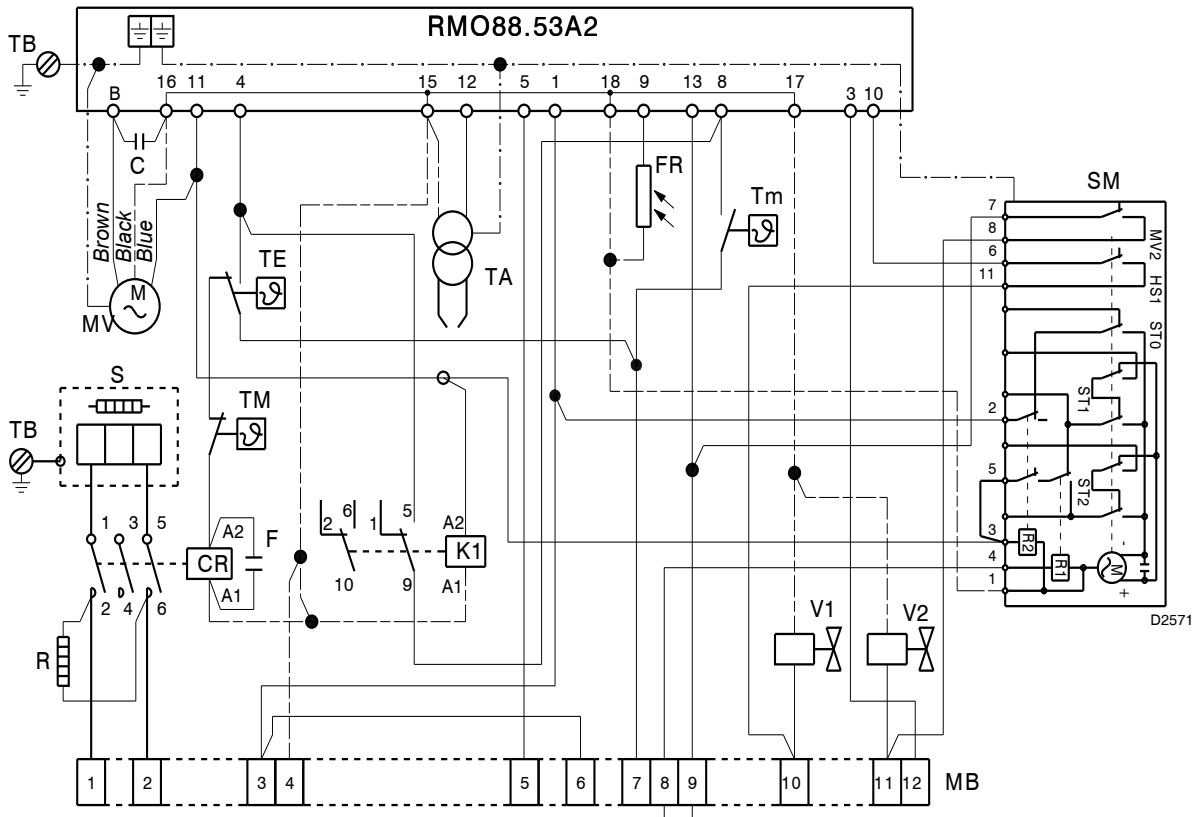 RMO88.53A2
TB
B 16 11 4 15 12 5 1 18 9 13 8 17 3 10
C
FR
Tm
SM
Brown
Black
Blue
M
MV
TE
ϑ
TA
ϑ
7
8
6
11
2
5
3
4
1
MV2
HS1
ST0
ST1
ST2
R2
R1
M
-
+
D2571
S
TB
TM
ϑ
1 3 5
2 4 6
R
CR
A2
A1
F
2 6
10
1 5
9
K1
A2
A1
V1
V2
1 2 3 4 5 6 7 8 9 10 11 12
MB